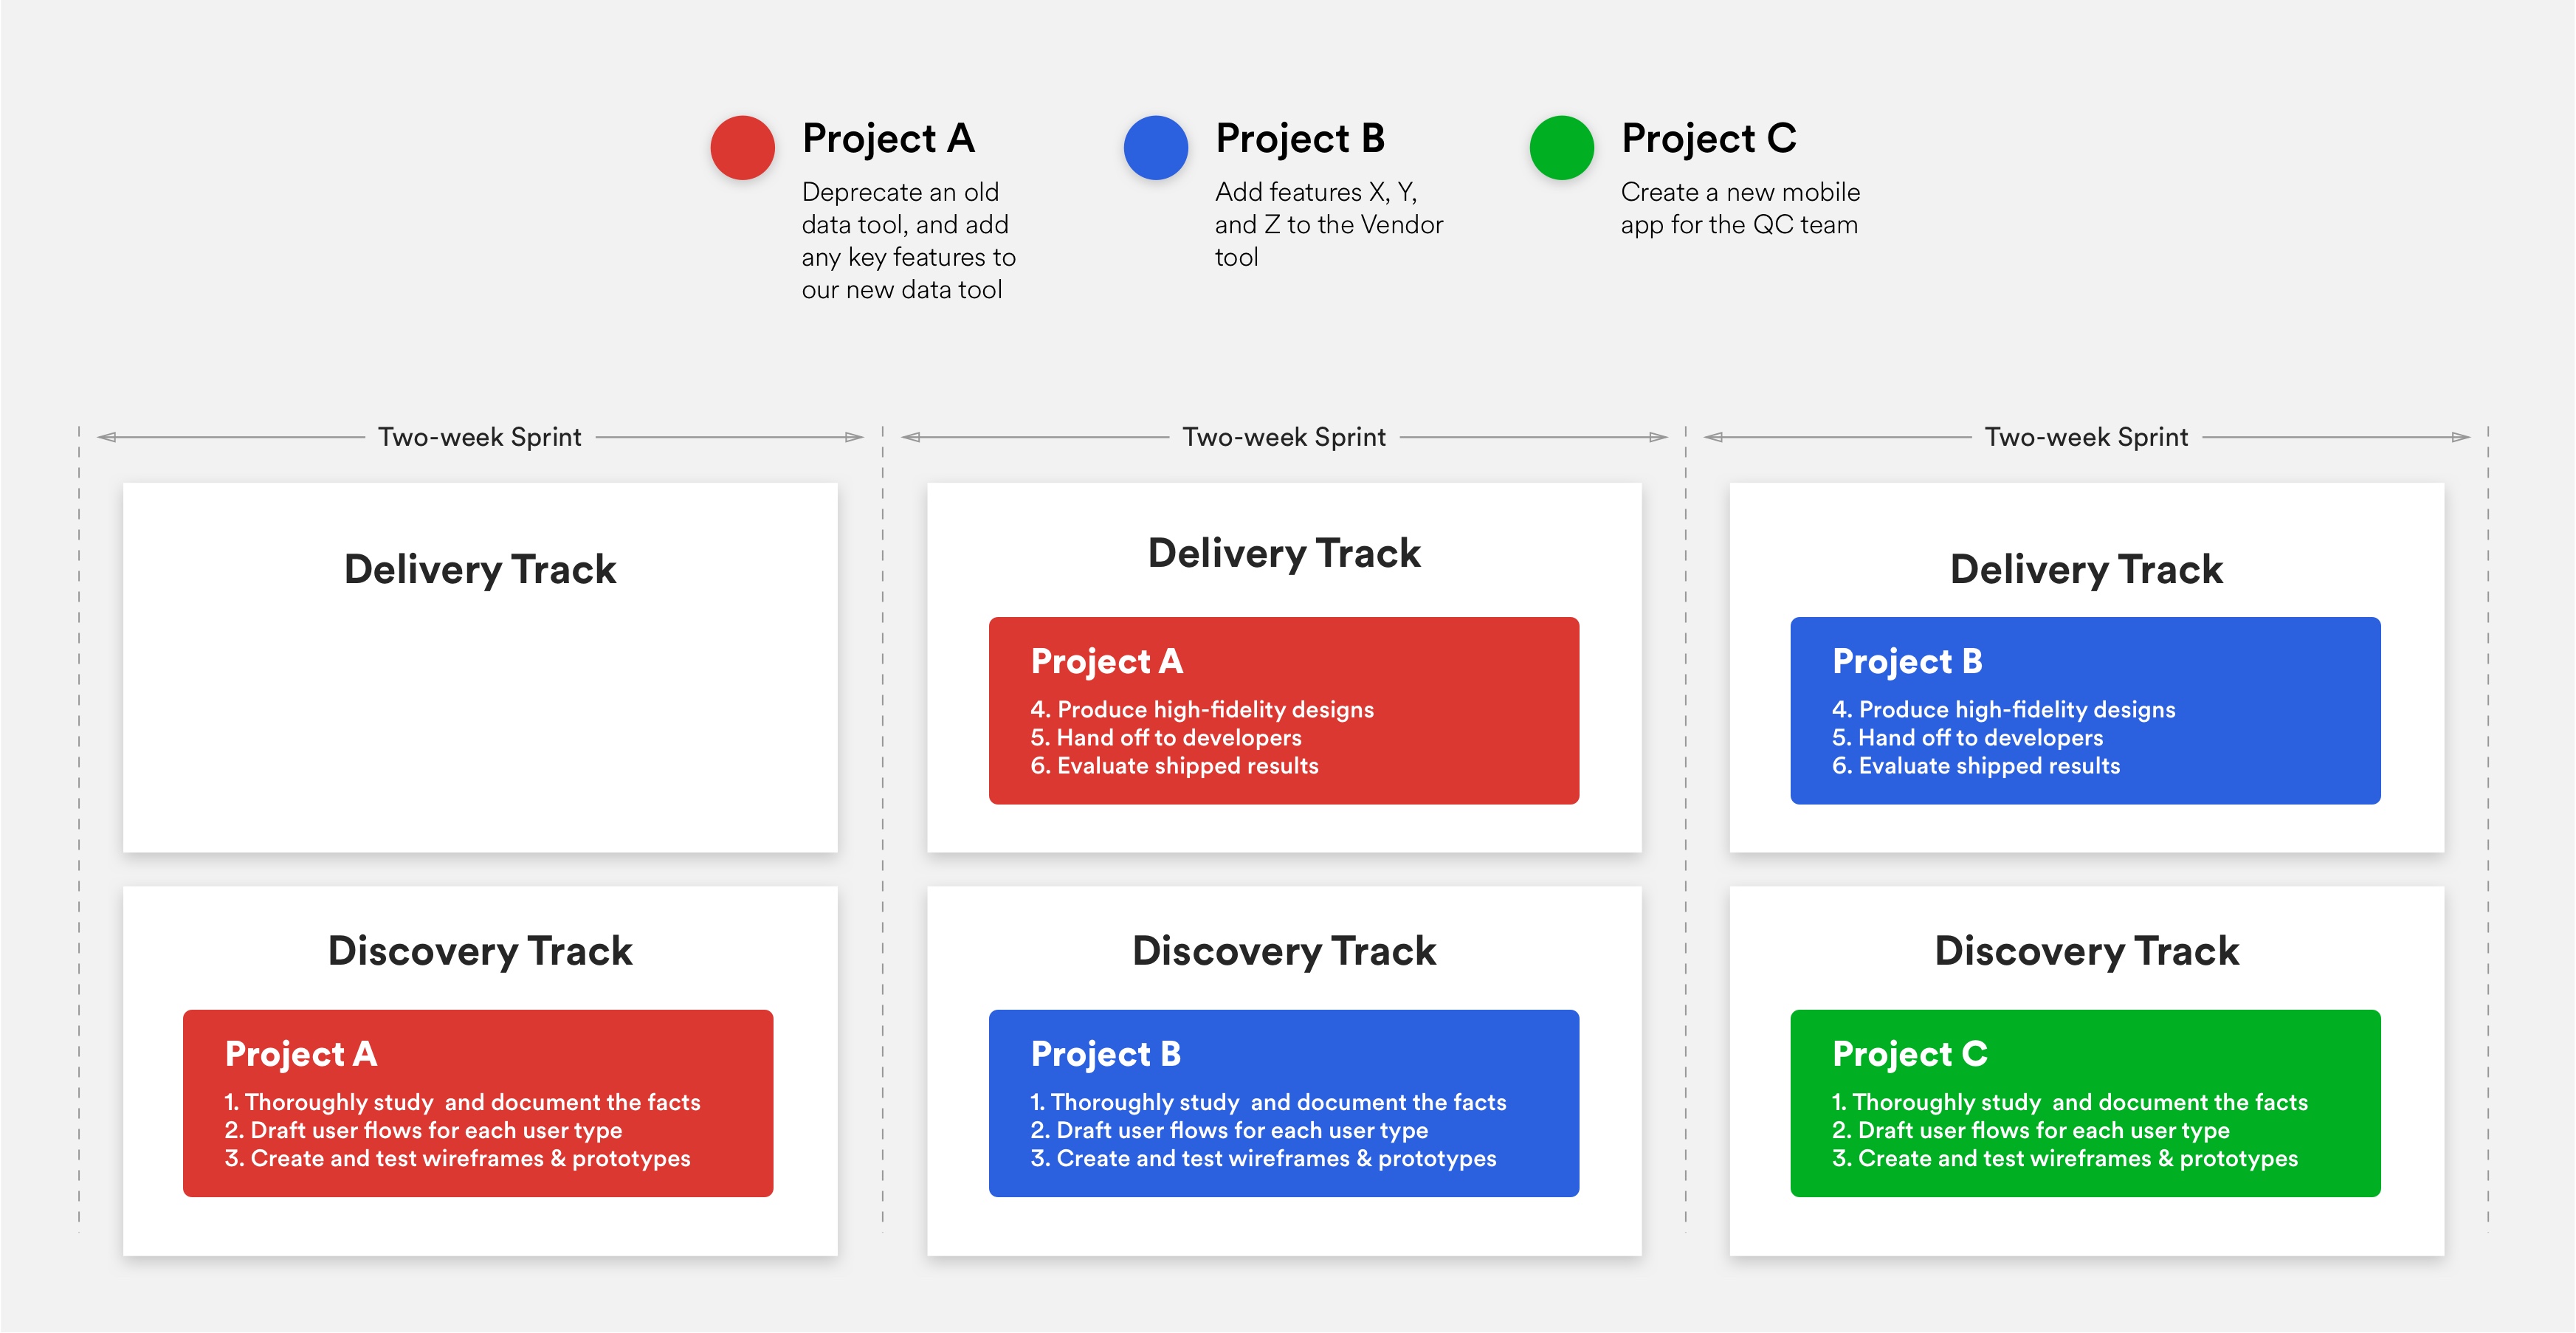 Project A
Deprecate an old
data tool, and add
any key features to
our new data tool
Project B
Add features X, Y,
and Z to the Vendor
tool
Project C
Create a new mobile
app for the QC team
Two-week Sprint
Two-week Sprint
Two-week Sprint
Delivery Track
Delivery Track
Project A
4. Produce high-fidelity designs
5. Hand off to developers
6. Evaluate shipped results
Delivery Track
Project B
4. Produce high-fidelity designs
5. Hand off to developers
6. Evaluate shipped results
Discovery Track
Project A
1. Thoroughly study  and document the facts
2. Draft user flows for each user type
3. Create and test wireframes & prototypes
Discovery Track
Project B
1. Thoroughly study  and document the facts
2. Draft user flows for each user type
3. Create and test wireframes & prototypes
Discovery Track
Project C
1. Thoroughly study  and document the facts
2. Draft user flows for each user type
3. Create and test wireframes & prototypes